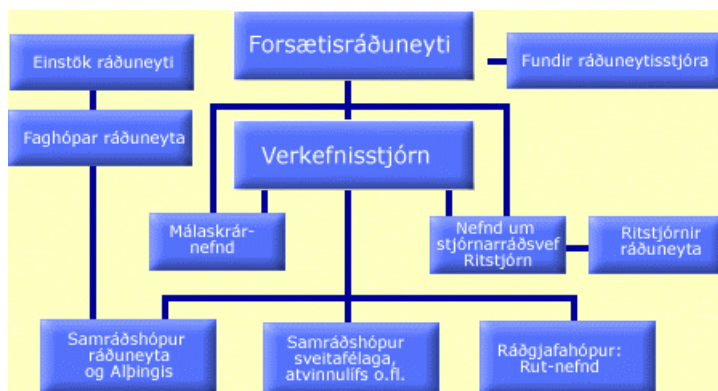 Forsætisráðuneyti
Einstök ráðuneyti
Fundir ráðuneytisstjóra
Faghópar ráðuneyta
Verkefnisstjórn
Málaskrár-
nefnd
Nefnd um
stjórnarráðsvef
Ritstjórn
Ritstjórnir
ráðuneyta
Samráðshópur
ráðuneyta
og Alþingis
Samráðshópur
sveitafélaga,
atvinnulífs o.fl.
Ráðgjafahópur:
Rut-nefnd